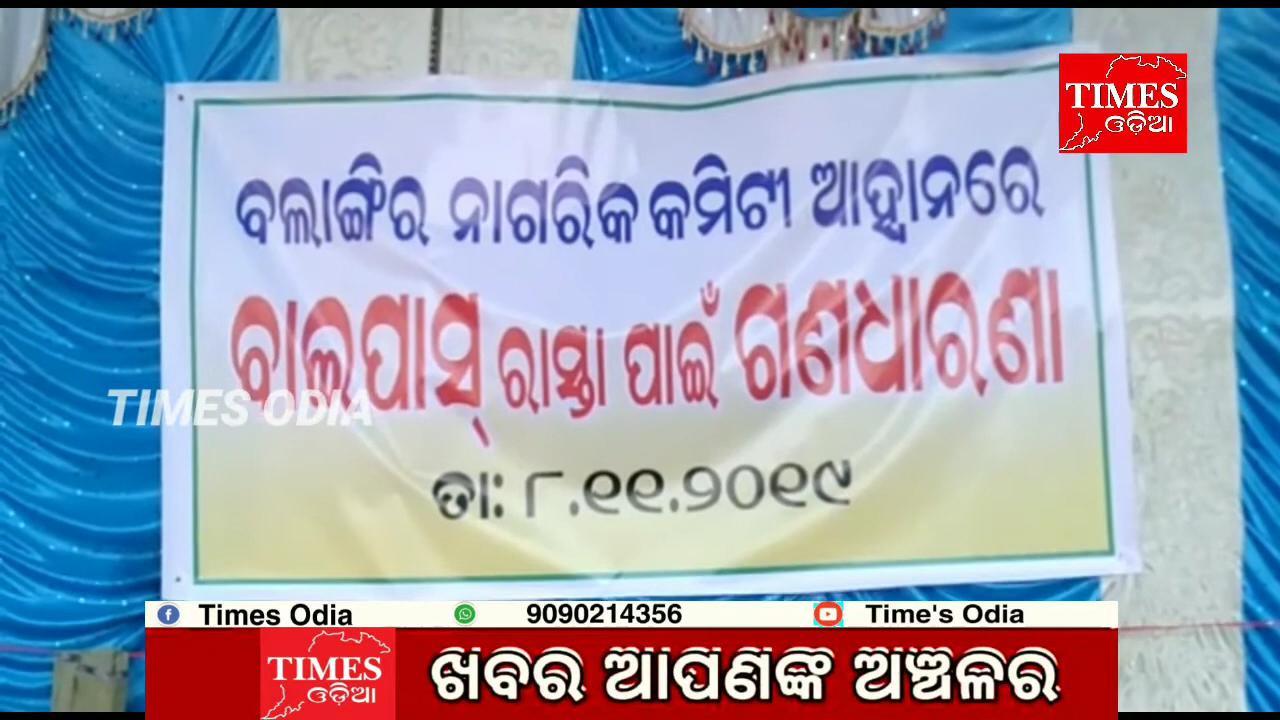 TIMES
ଓଡ଼ିଆ
ବଲାଙ୍ଗିର ନାଗରିକ କମିଟୀ ଆହ୍ୱାନରେ
ବାଇପାସ୍ ରାସ୍ତା ପାଇଁ ଗଣଧାରଣା
TIMES ODIA
ତା: ୮.୧୧.୨୦୧୯
Times Odia 9090214356 Time's Odia
TIMES
ଓଡ଼ିଆ
ଖବର ଆପଣଙ୍କ ଅଞ୍ଚଳର